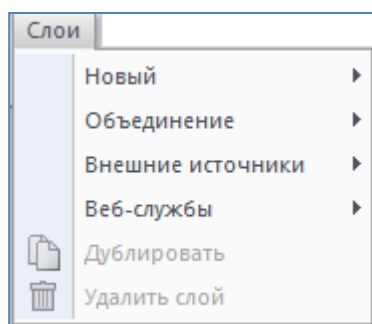 Слои
Новый
Объединение
Внешние источники
Веб-службы
Дублировать
Удалить слой